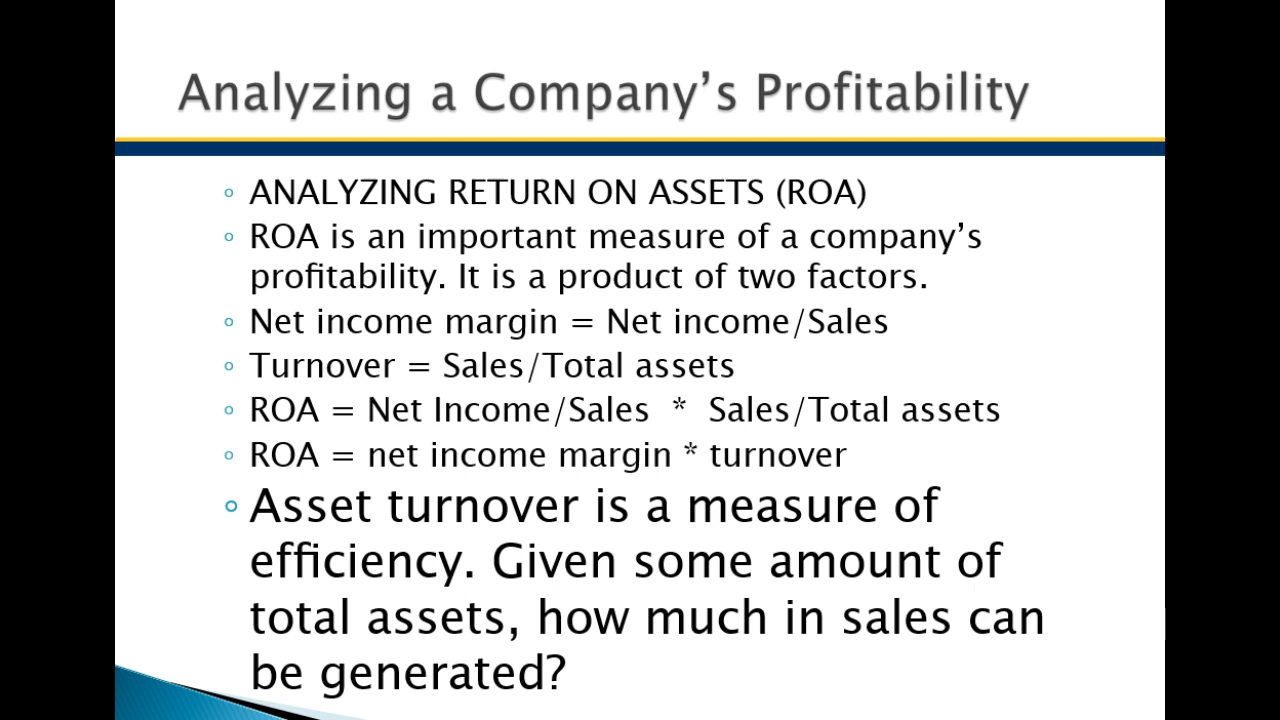 Analyzing a Company’s Profitability
◦ ANALYZING RETURN ON ASSETS (ROA)
◦ ROA is an important measure of a company’s
profitability. It is a product of two factors.
◦ Net income margin = Net income/Sales
◦ Turnover = Sales/Total assets
◦ ROA = Net Income/Sales * Sales/Total assets
◦ ROA = net income margin * turnover
◦ Asset turnover is a measure of
efficiency. Given some amount of
total assets, how much in sales can
be generated?